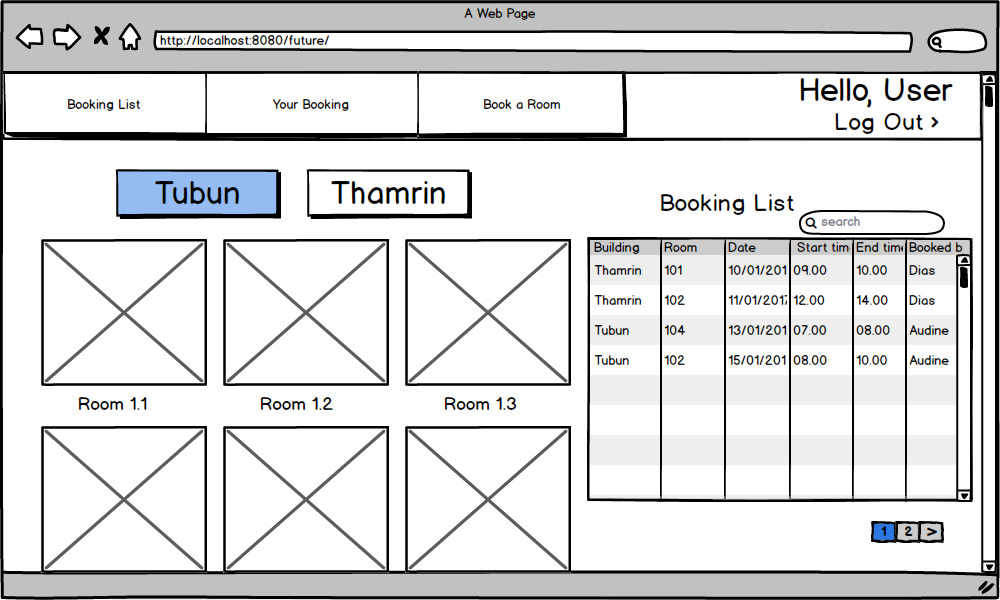 A Web Page
http://localhost:8080/future/
Booking List Your Booking Book a Room
Hello, User
Log Out >
Tubun Thamrin
Booking List
search
Building Room Date Start tim End time Booked b
Thamrin 101 10/01/201 09.00 10.00 Dias
Thamrin 102 11/01/2017 12.00 14.00 Dias
Tubun 104 13/01/201 07.00 08.00 Audine
Tubun 102 15/01/201 08.00 10.00 Audine
Room 1.1 Room 1.2 Room 1.3
1 2 >